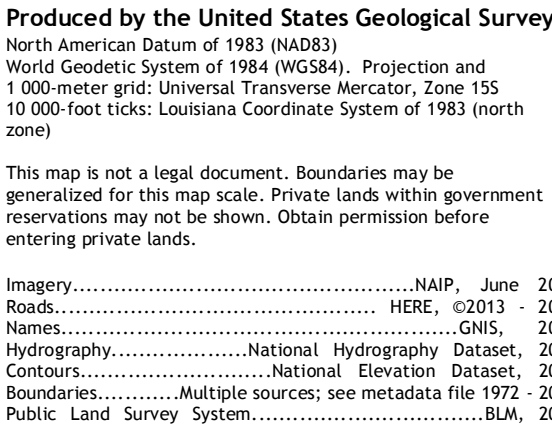 Produced by the United States Geological Survey
North American Datum of 1983 (NAD83)
World Geodetic System of 1984 (WGS84). Projection and
1 000-meter grid: Universal Transverse Mercator, Zone 15S
10 000-foot ticks: Louisiana Coordinate System of 1983 (north
zone)
This map is not a legal document. Boundaries may be
generalized for this map scale. Private lands within government
reservations may not be shown. Obtain permission before
entering private lands.
Imagery..........................................NAIP, June
Roads.............................................. HERE, ©2013 -
Names.................................................GNIS,
Hydrography....................National Hydrography Dataset,
Contours............................National Elevation Dataset,
Boundaries............Multiple sources; see metadata file 1972 -
Public Land Survey System..................................BLM,